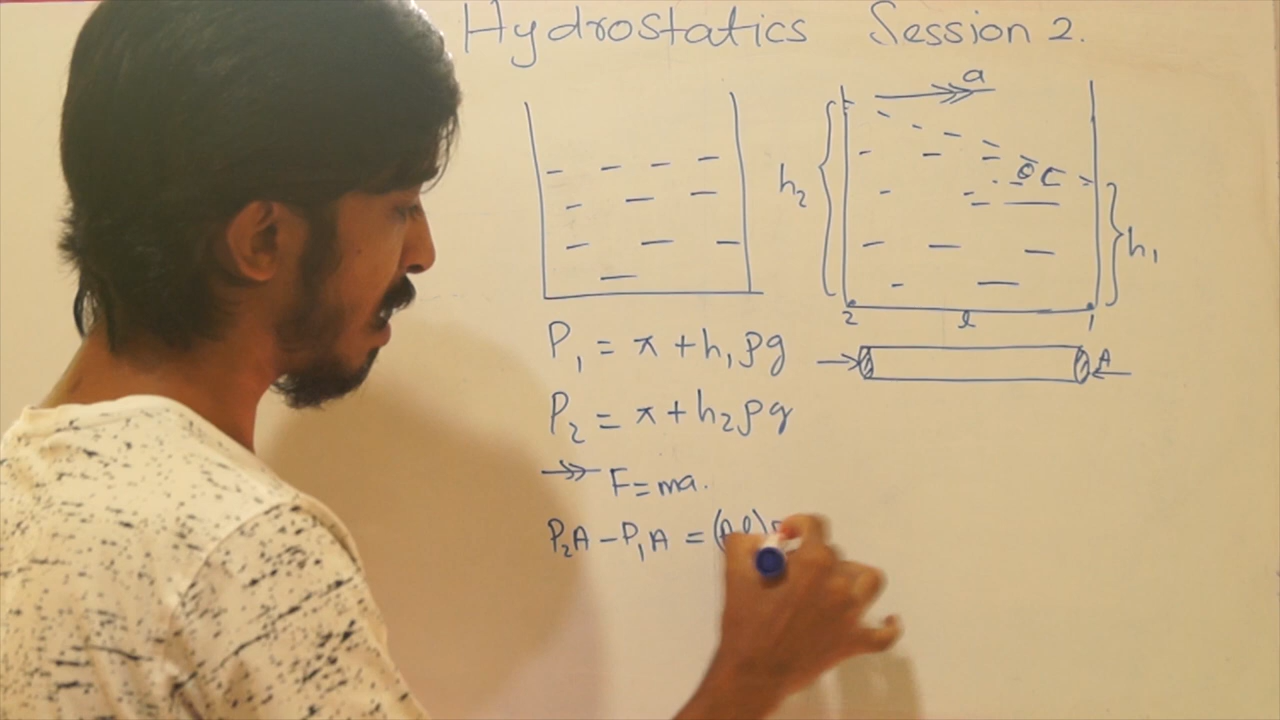 Hydrostatics Session 2.
a
h₂
θ
h₁
2 l 1
A
P₁ = π + h₁ρg
P₂ = π + h₂ρg
F = ma.
P₂A – P₁A = (Al)